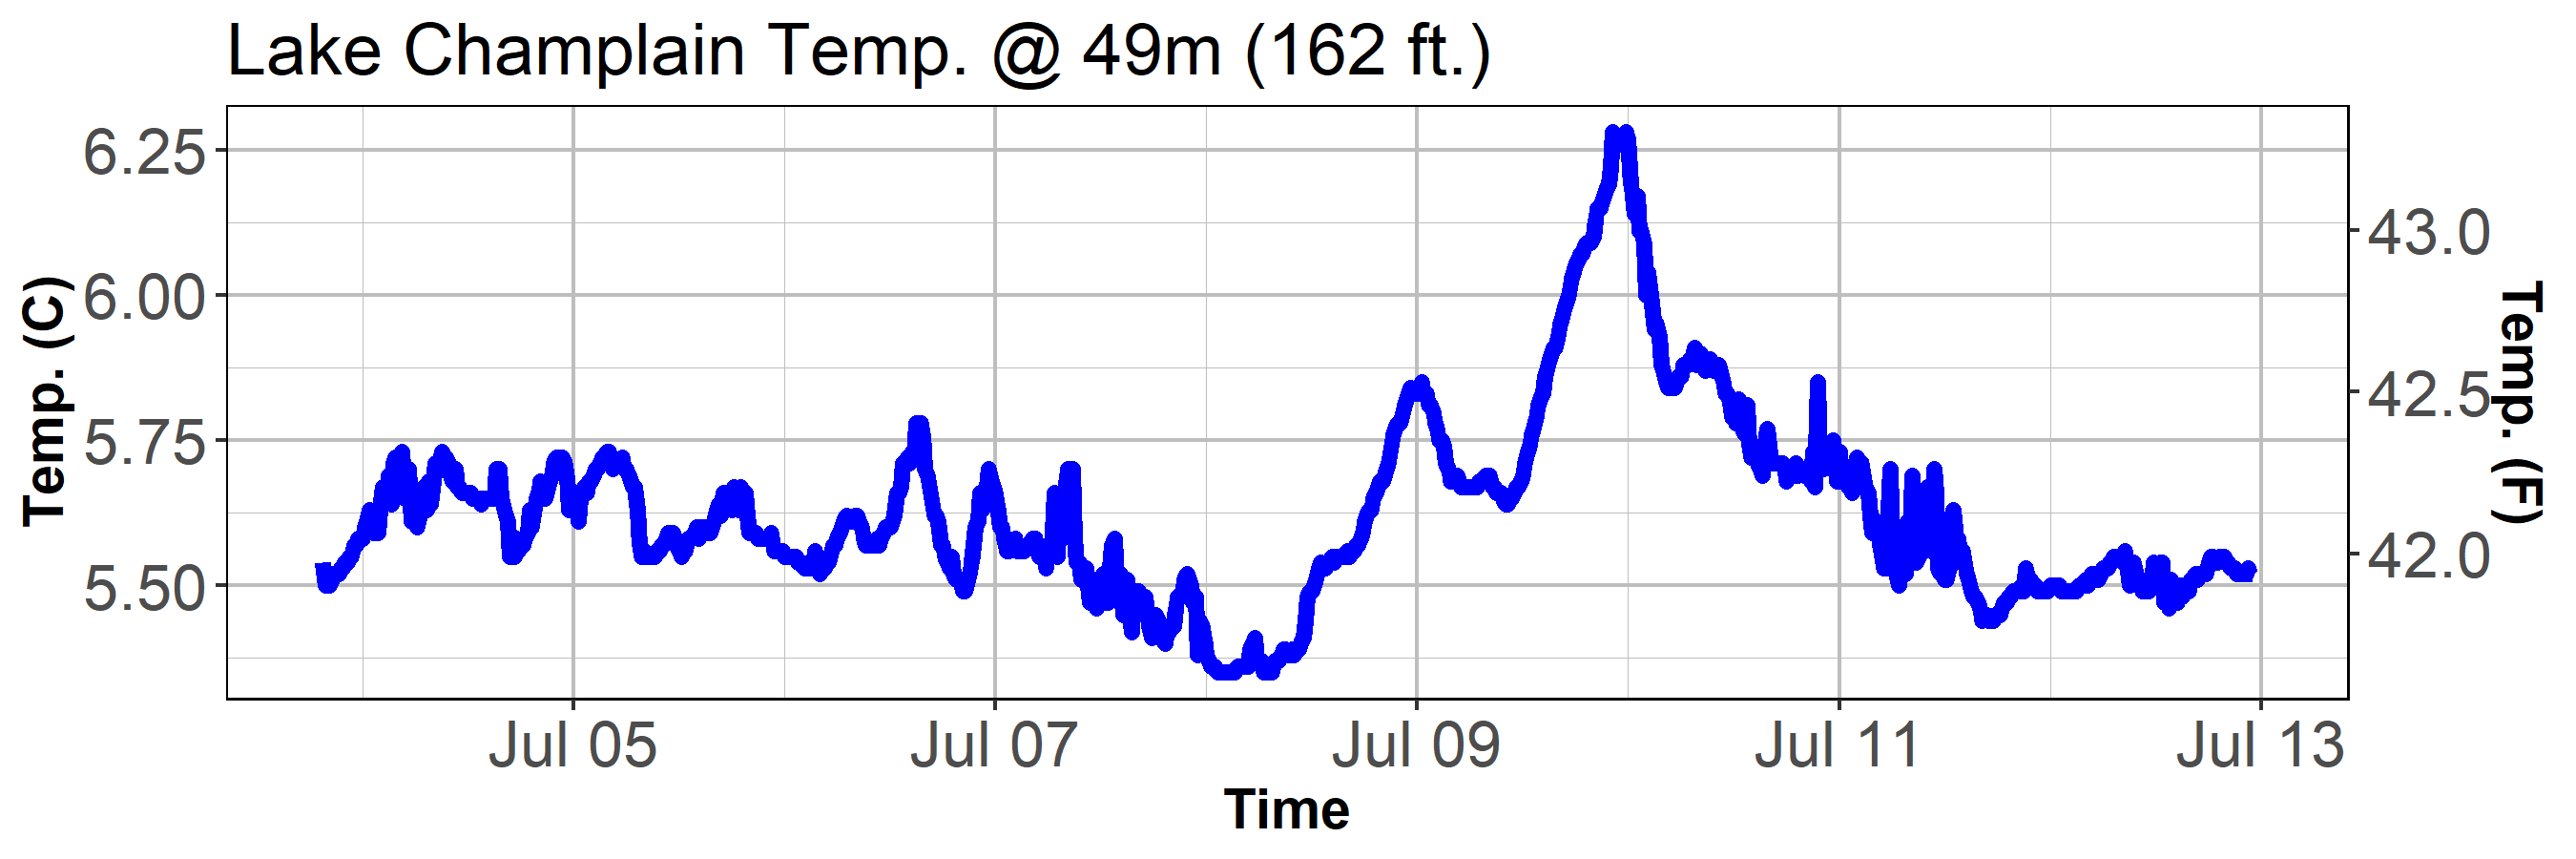 Lake Champlain Temp. @ 49m (162 ft.)
Temp. (C)
6.25
6.00
5.75
5.50
43.0
42.5
42.0
Temp. (F)
Jul 05 Jul 07 Jul 09 Jul 11 Jul 13
Time